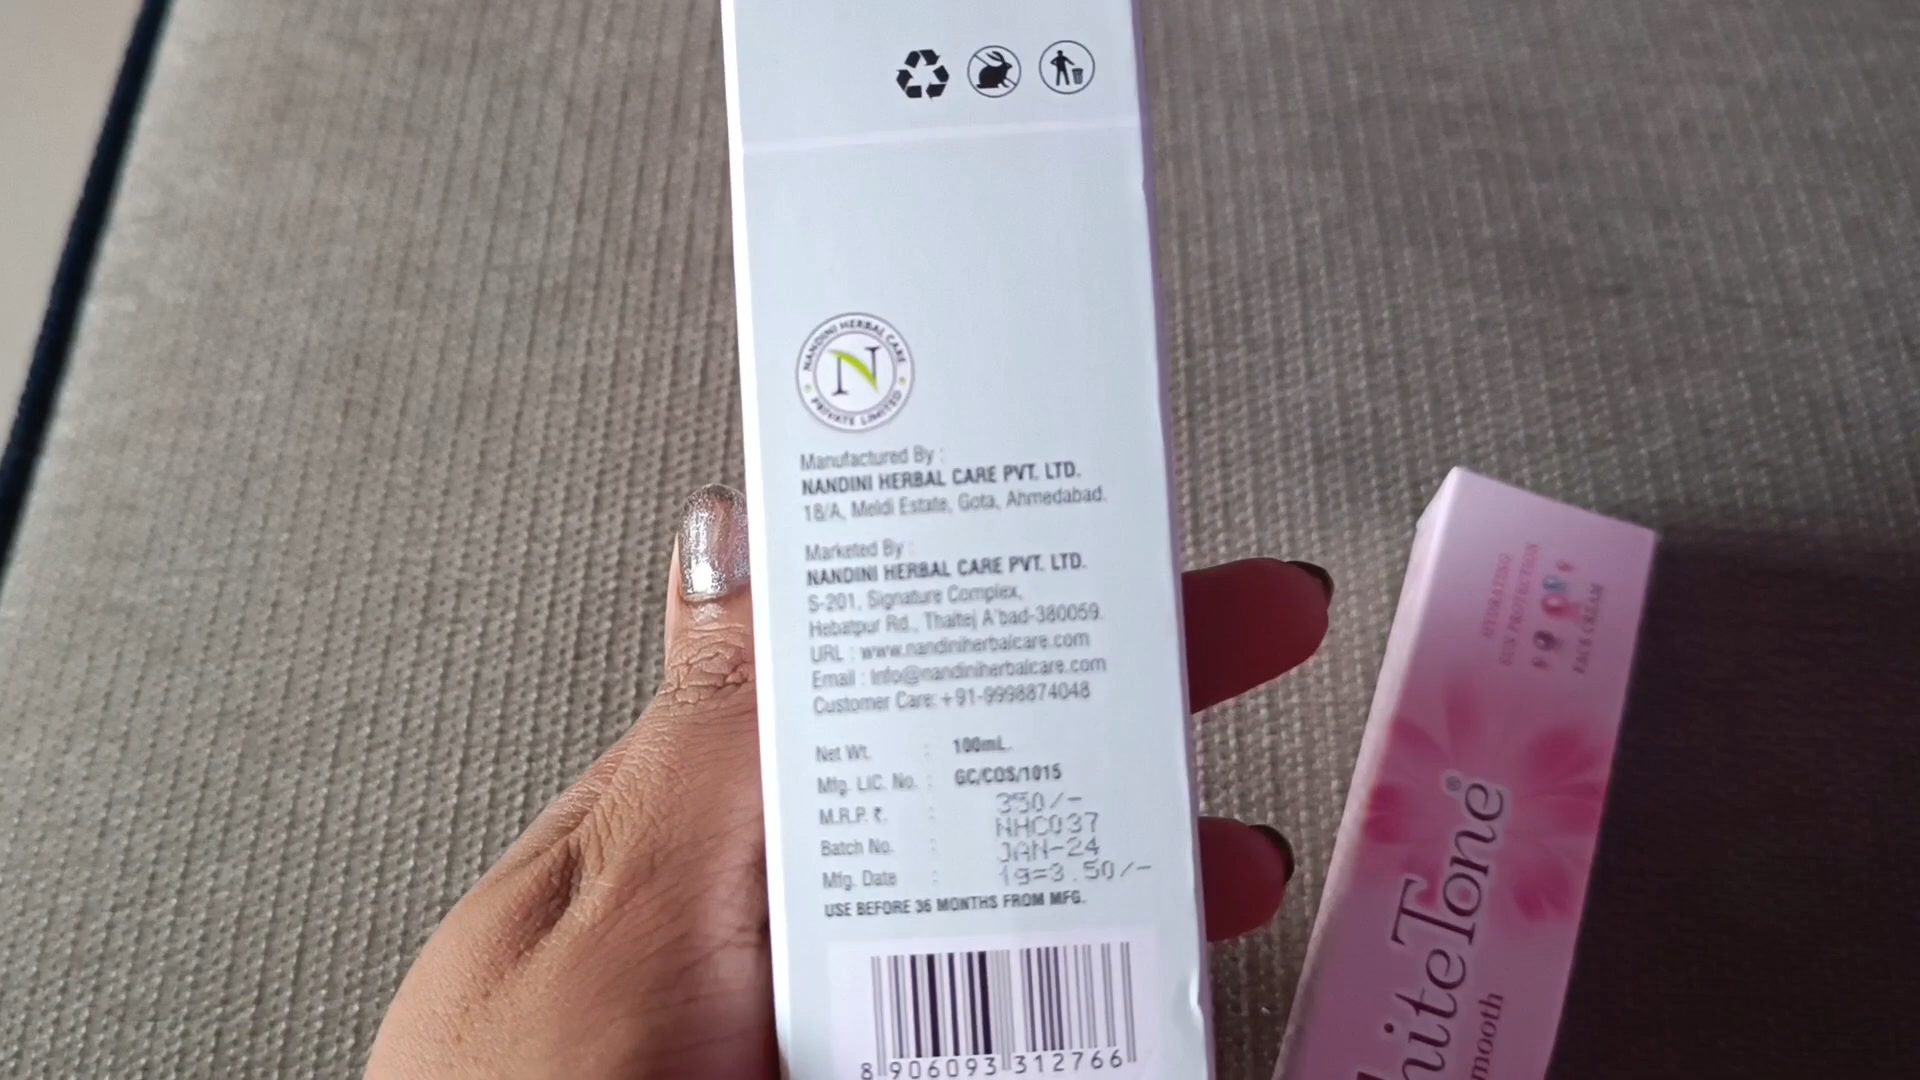 NANDINI HERBAL CARE
N
PRIVATE LIMITED
Manufactured By :
NANDINI HERBAL CARE PVT. LTD.
18/A, Meldi Estate, Gota, Ahmedabad.
Marketed By :
NANDINI HERBAL CARE PVT. LTD.
S-201, Signature Complex,
Hebatpur Rd., Thaltej A'bad-380059.
URL : www.nandiniherbalcare.com
Email : Info@nandiniherbalcare.com
Customer Care: +91-9998874048
Net Wt. : 100mL.
Mfg. LIC. No. : GC/COS/1015
M.R.P. ₹. : 350/-
Batch No. : NHC037
Mfg. Date : JAN-24
1g=3.50/-
USE BEFORE 36 MONTHS FROM MFG.
8 906093 312766
HYDRATING
SUN PROTECTION
FACE CREAM
hiteTone®
mooth